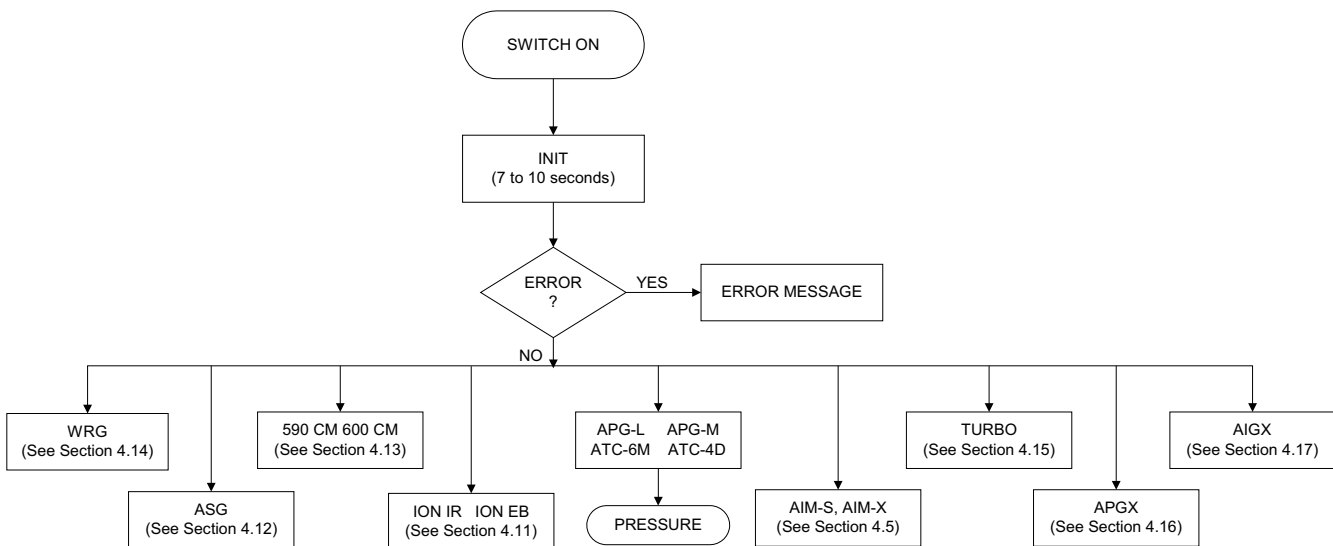 SWITCH ON
INIT
(7 to 10 seconds)
ERROR
?
YES
ERROR MESSAGE
NO
WRG
(See Section 4.14)
ASG
(See Section 4.12)
590 CM 600 CM
(See Section 4.13)
ION IR ION EB
(See Section 4.11)
APG-L APG-M
ATC-6M ATC-4D
PRESSURE
AIM-S, AIM-X
(See Section 4.5)
TURBO
(See Section 4.15)
APGX
(See Section 4.16)
AIGX
(See Section 4.17)